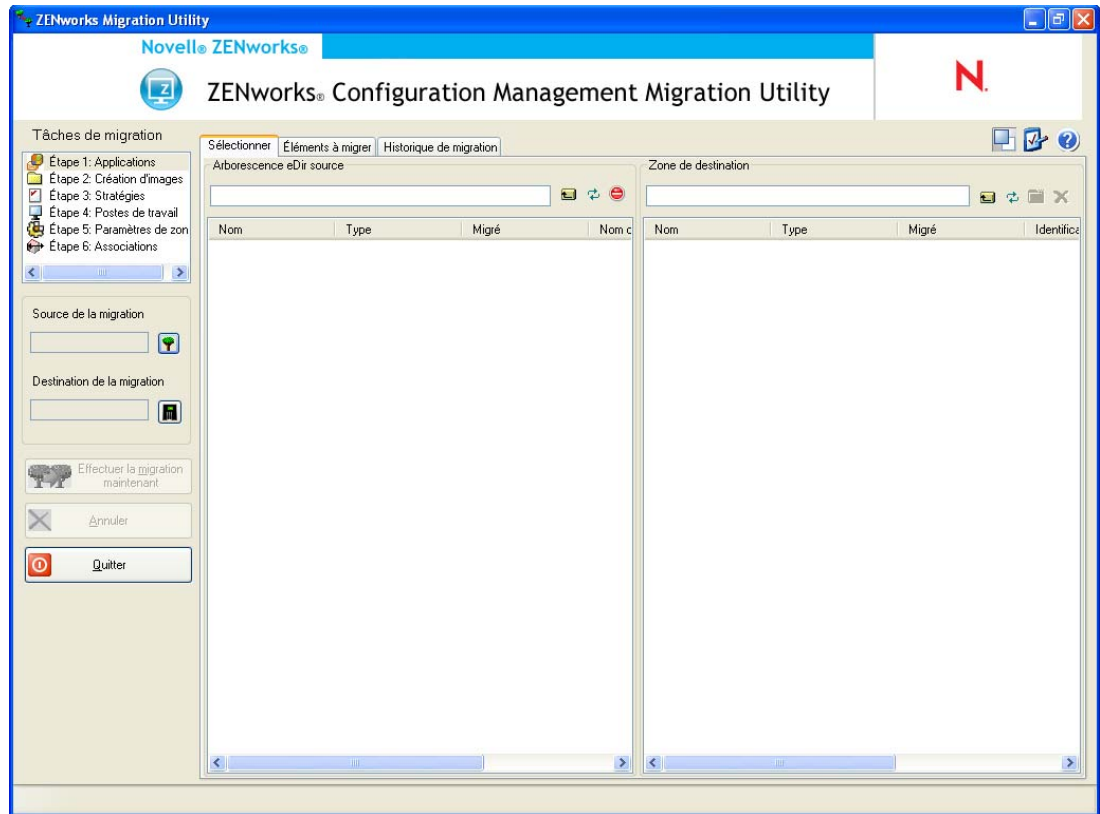 ZENworks Migration Utility
Novell® ZENworks®
ZENworks® Configuration Management Migration Utility
N.
Tâches de migration
Étape 1: Applications
Étape 2: Création d'images
Étape 3: Stratégies
Étape 4: Postes de travail
Étape 5: Paramètres de zon
Étape 6: Associations
Source de la migration
Destination de la migration
Effectuer la migration
maintenant
Annuler
Quitter
Sélectionner Éléments à migrer Historique de migration
Arborescence eDir source
Nom Type Migré Nom c
Zone de destination
Nom Type Migré Identifica